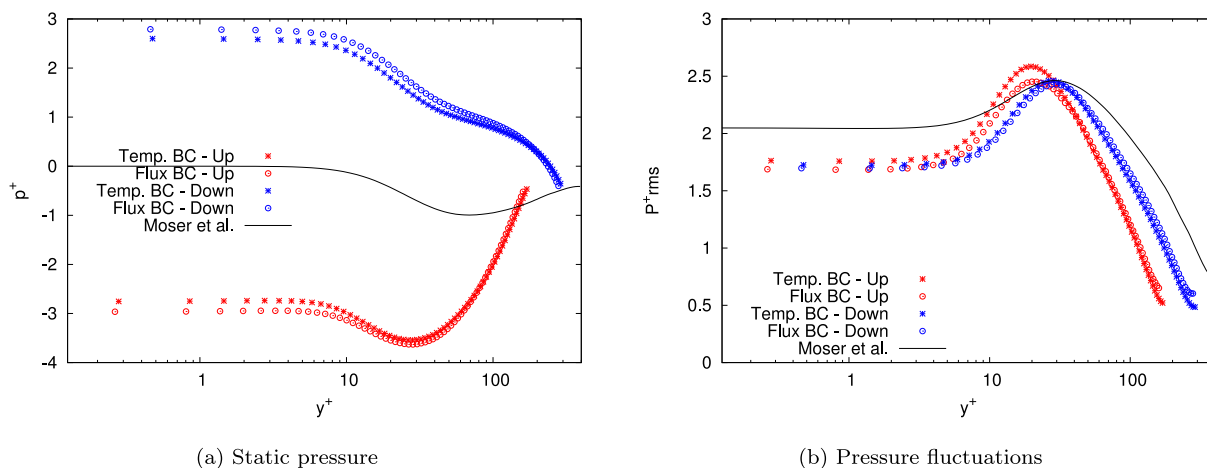 3
2
1
0
-1
-2
-3
-4
p+
1
10
100
y+
Temp. BC - Up
Flux BC - Up
Temp. BC - Down
Flux BC - Down
Moser et al.
(a) Static pressure
3
2.5
2
1.5
1
0.5
0
P+rms
1
10
100
y+
Temp. BC - Up
Flux BC - Up
Temp. BC - Down
Flux BC - Down
Moser et al.
(b) Pressure fluctuations